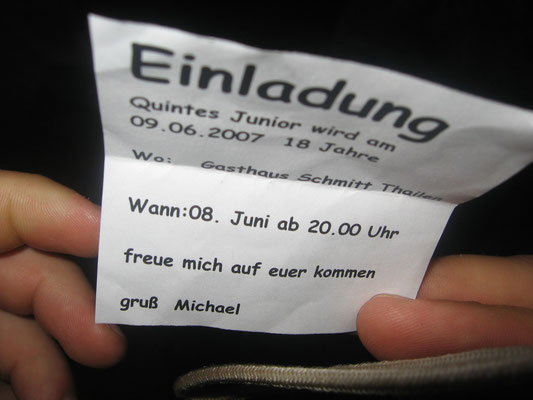 Einladung
Quintes Junior wird am
09.06.2007 18 Jahre
Wo: Gasthaus Schmitt Thailen
Wann:08. Juni ab 20.00 Uhr
freue mich auf euer kommen
gruß Michael